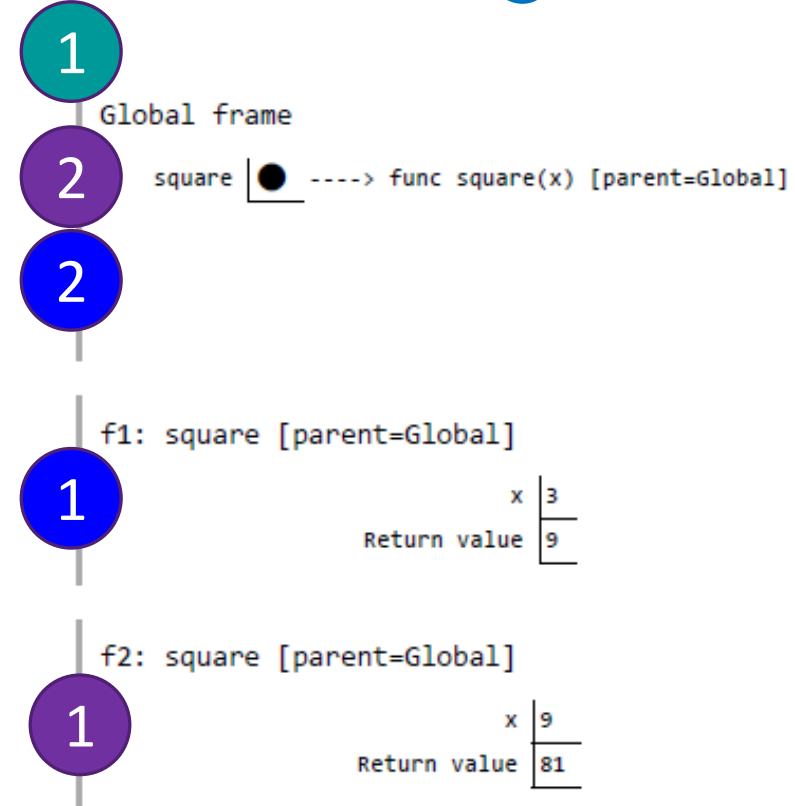 1
Global frame
2
square ----> func square(x) [parent=Global]
2
f1: square [parent=Global]
1
x 3
Return value 9
f2: square [parent=Global]
1
x 9
Return value 81